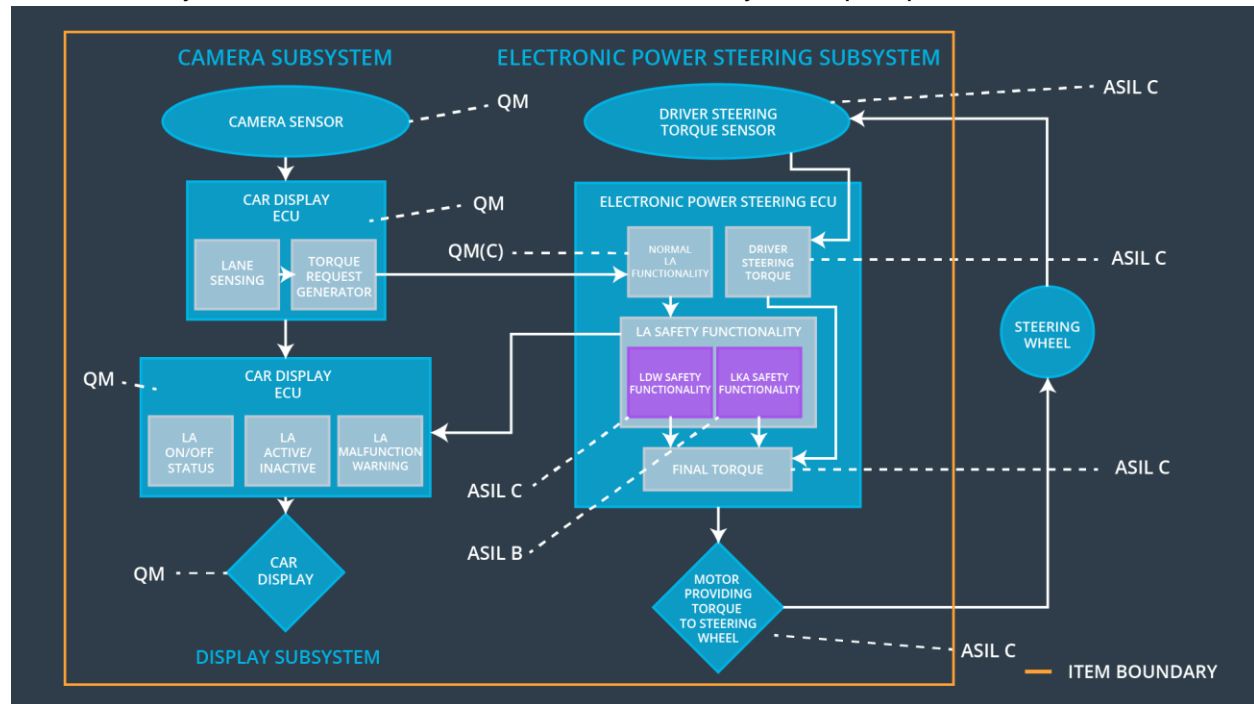 CAMERA SUBSYSTEM
ELECTRONIC POWER STEERING SUBSYSTEM
CAMERA SENSOR
QM
DRIVER STEERING
TORQUE SENSOR
ASIL C
CAR DISPLAY
ECU
QM
LANE
SENSING
TORQUE
REQUEST
GENERATOR
ELECTRONIC POWER STEERING ECU
QM(C)
NORMAL
LA
FUNCTIONALITY
DRIVER
STEERING
TORQUE
ASIL C
STEERING
WHEEL
LA SAFETY FUNCTIONALITY
LDW SAFETY
FUNCTIONALITY
LKA SAFETY
FUNCTIONALITY
QM
CAR DISPLAY
ECU
LA
ON/OFF
STATUS
LA
ACTIVE/
INACTIVE
LA
MALFUNCTION
WARNING
FINAL TORQUE
ASIL C
ASIL C
ASIL B
QM
CAR
DISPLAY
MOTOR
PROVIDING
TORQUE
TO STEERING
WHEEL
ASIL C
DISPLAY SUBSYSTEM
ITEM BOUNDARY